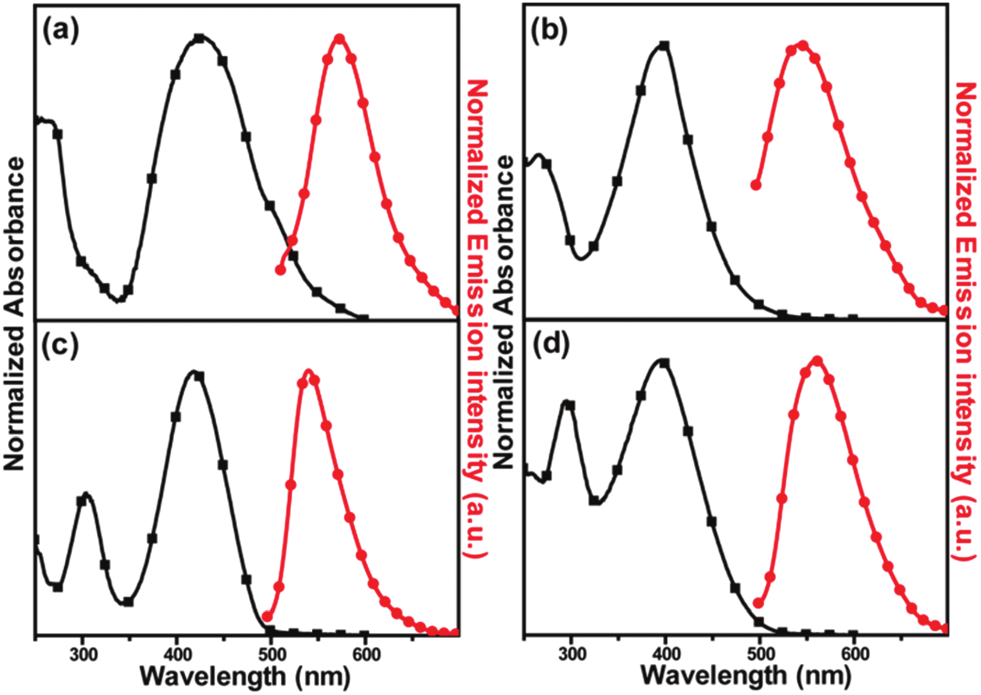 (a)
(b)
(c)
(d)
Normalized Absorbance
Normalized Emission intensity (a.u.)
Normalized Absorbance
Normalized Emission intensity (a.u.)
300 400 500 600
300 400 500 600
Wavelength (nm)
Wavelength (nm)